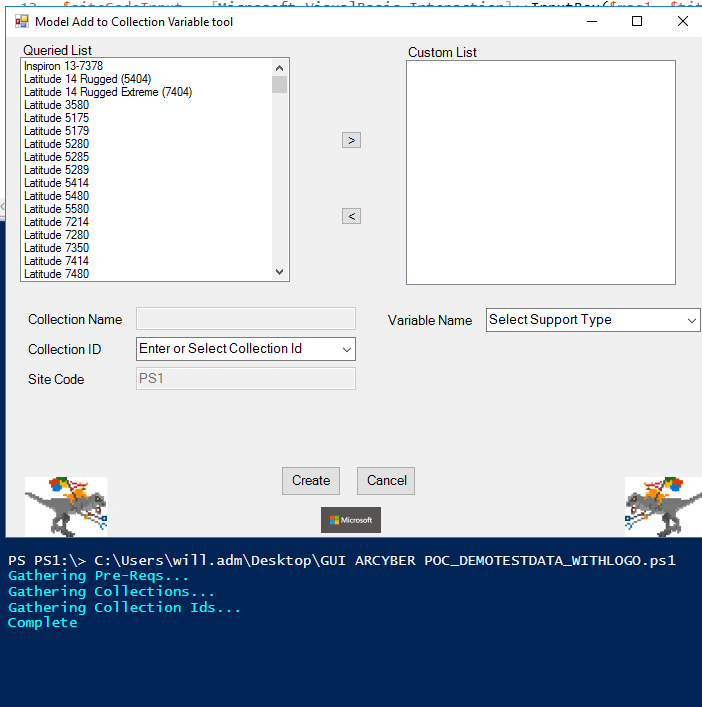 Model Add to Collection Variable tool
Queried List
Inspiron 13-7378
Latitude 14 Rugged (5404)
Latitude 14 Rugged Extreme (7404)
Latitude 3580
Latitude 5175
Latitude 5179
Latitude 5280
Latitude 5285
Latitude 5289
Latitude 5414
Latitude 5480
Latitude 5580
Latitude 7214
Latitude 7280
Latitude 7350
Latitude 7414
Latitude 7480
>
<
Custom List
Collection Name
Variable Name Select Support Type
Collection ID Enter or Select Collection Id
Site Code PS1
Create Cancel
Microsoft
PS PS1:\> C:\Users\will.adm\Desktop\GUI ARCYBER POC_DEMOTESTDATA_WITHLOGO.ps1
Gathering Pre-Reqs...
Gathering Collections...
Gathering Collection Ids...
Complete